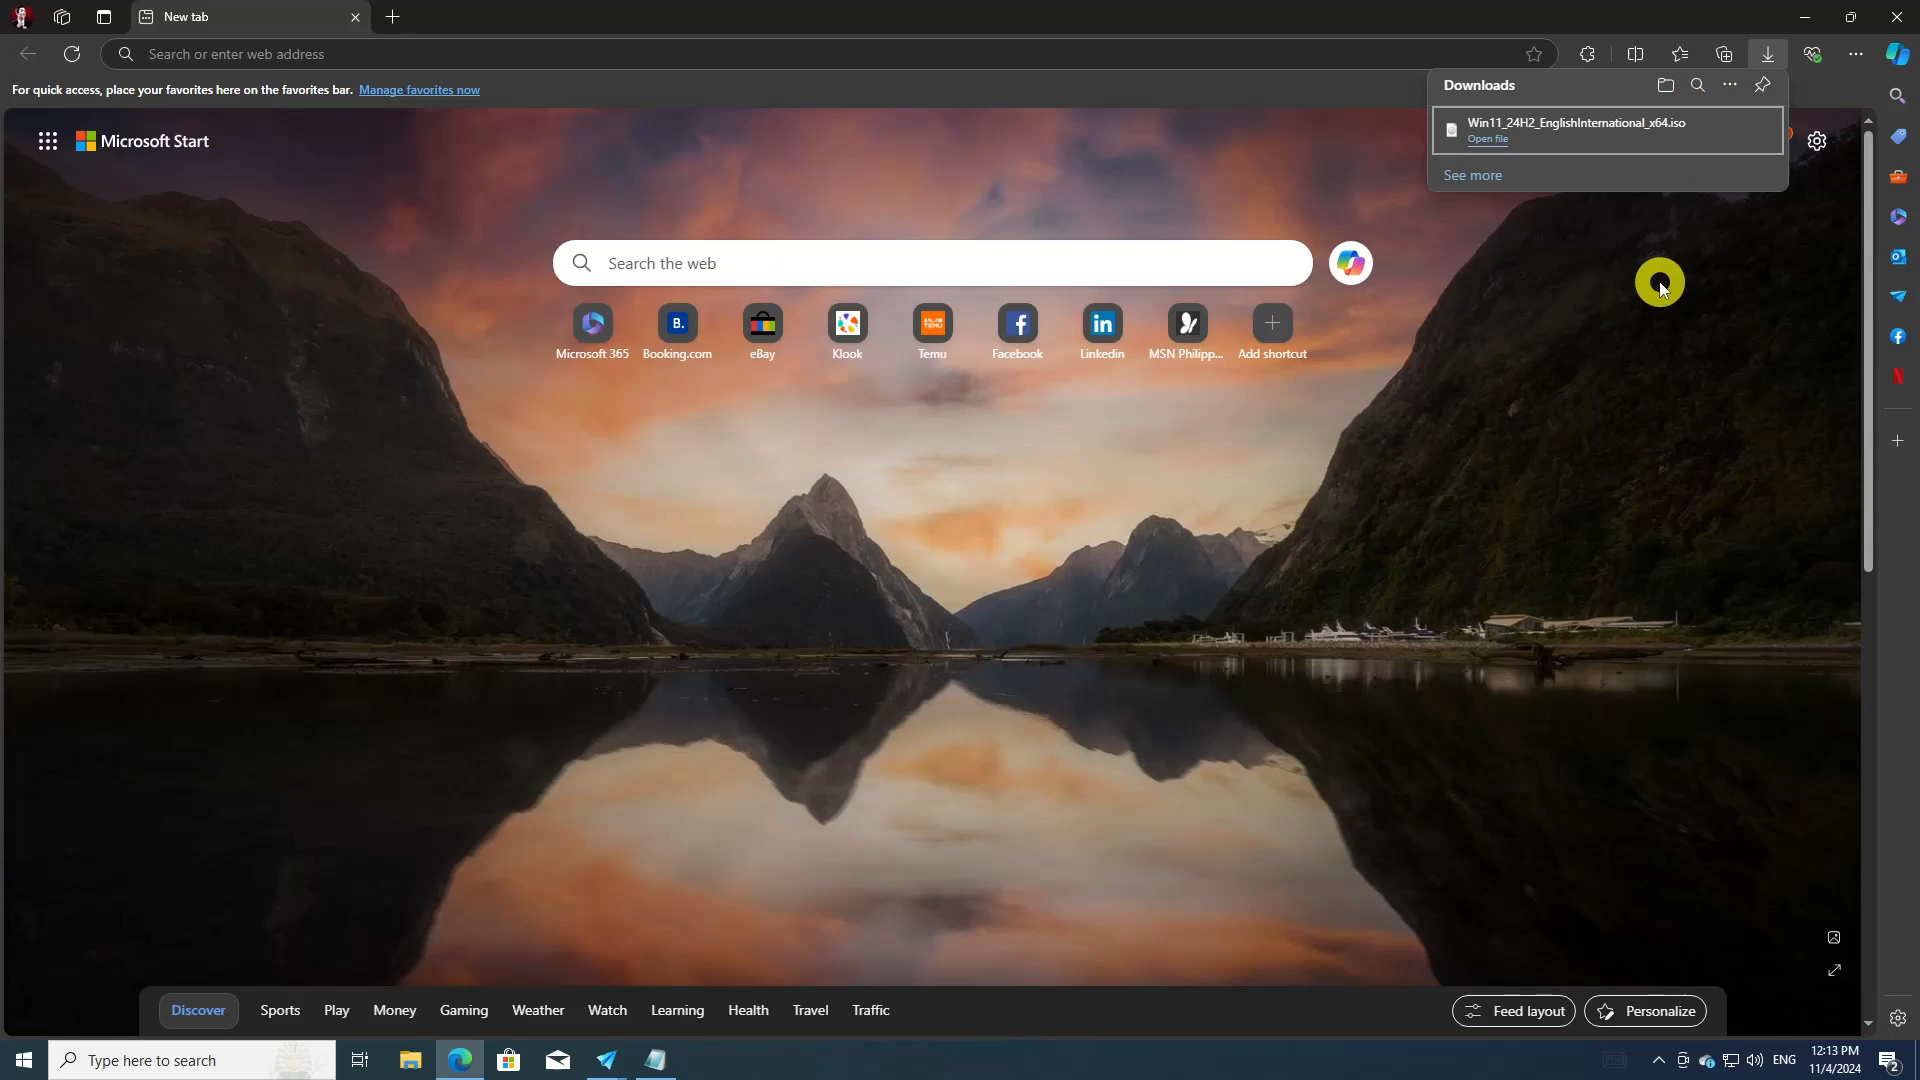 New tab
Search or enter web address
For quick access, place your favorites here on the favorites bar. Manage favorites now
Downloads
Win11_24H2_EnglishInternational_x64.iso
Open file
See more
Microsoft Start
Search the web
Microsoft 365
B.
Booking.com
eBay
Klook
TEMU
Temu
Facebook
in
Linkedin
MSN Philipp...
Add shortcut
Discover
Sports
Play
Money
Gaming
Weather
Watch
Learning
Health
Travel
Traffic
Feed layout
Personalize
Type here to search
ENG
12:13 PM
11/4/2024
2